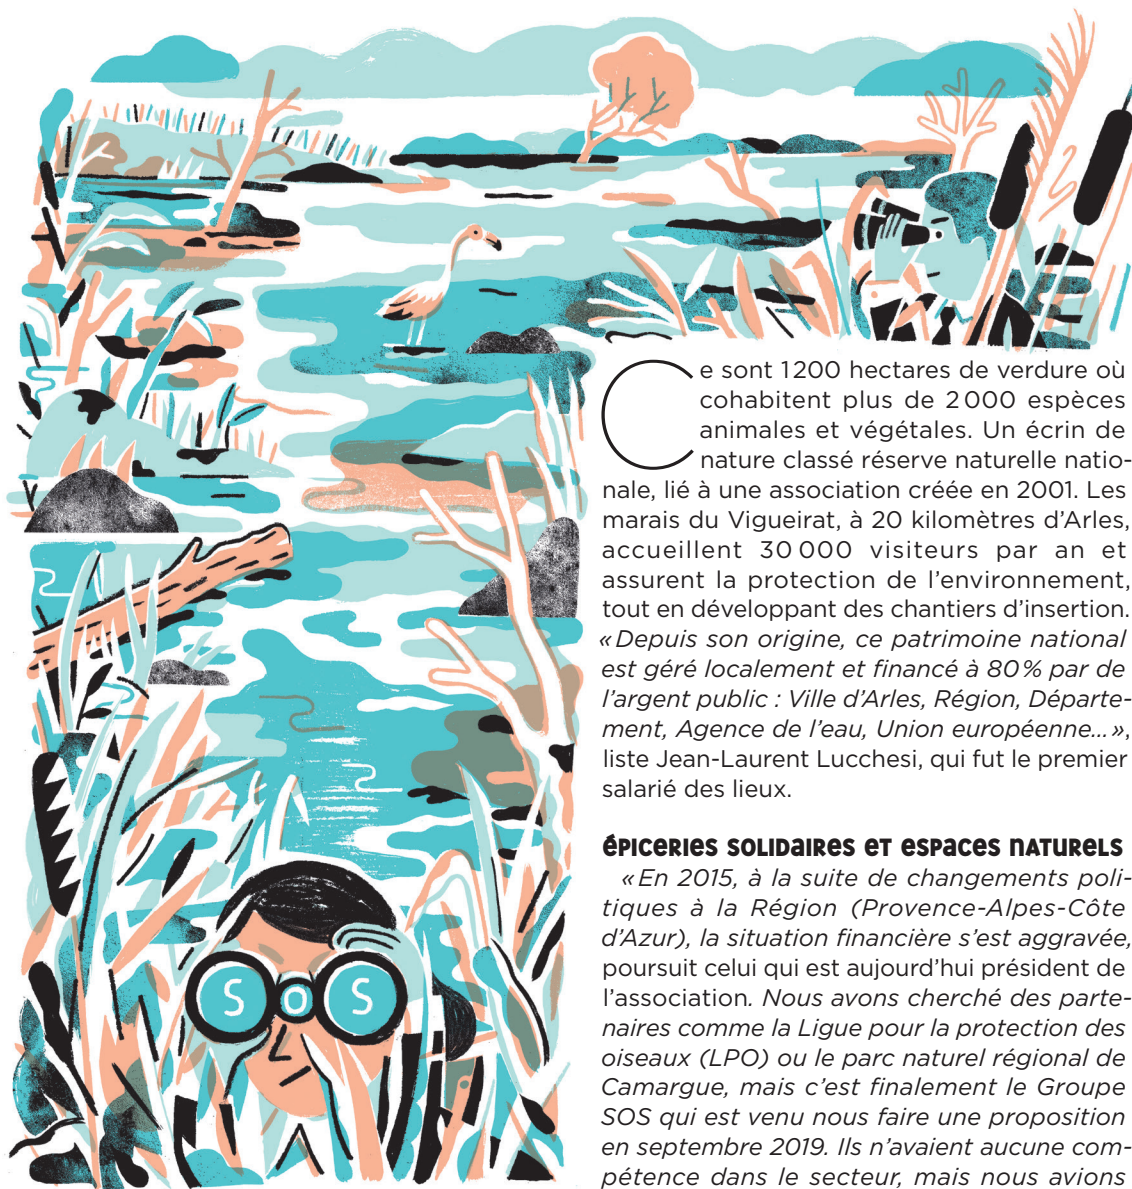 S O S
Ce sont 1200 hectares de verdure où
cohabitent plus de 2000 espèces
animales et végétales. Un écrin de
nature classé réserve naturelle natio-
nale, lié à une association créée en 2001. Les
marais du Vigueirat, à 20 kilomètres d’Arles,
accueillent 30 000 visiteurs par an et
assurent la protection de l’environnement,
tout en développant des chantiers d’insertion.
« Depuis son origine, ce patrimoine national
est géré localement et financé à 80 % par de
l’argent public : Ville d’Arles, Région, Départe-
ment, Agence de l’eau, Union européenne... »,
liste Jean-Laurent Lucchesi, qui fut le premier
salarié des lieux.
ÉPICERIES SOLIDAIRES ET ESPACES NATURELS
« En 2015, à la suite de changements poli-
tiques à la Région (Provence-Alpes-Côte
d’Azur), la situation financière s’est aggravée,
poursuit celui qui est aujourd’hui président de
l’association. Nous avons cherché des parte-
naires comme la Ligue pour la protection des
oiseaux (LPO) ou le parc naturel régional de
Camargue, mais c’est finalement le Groupe
SOS qui est venu nous faire une proposition
en septembre 2019. Ils n’avaient aucune com-
pétence dans le secteur, mais nous avions